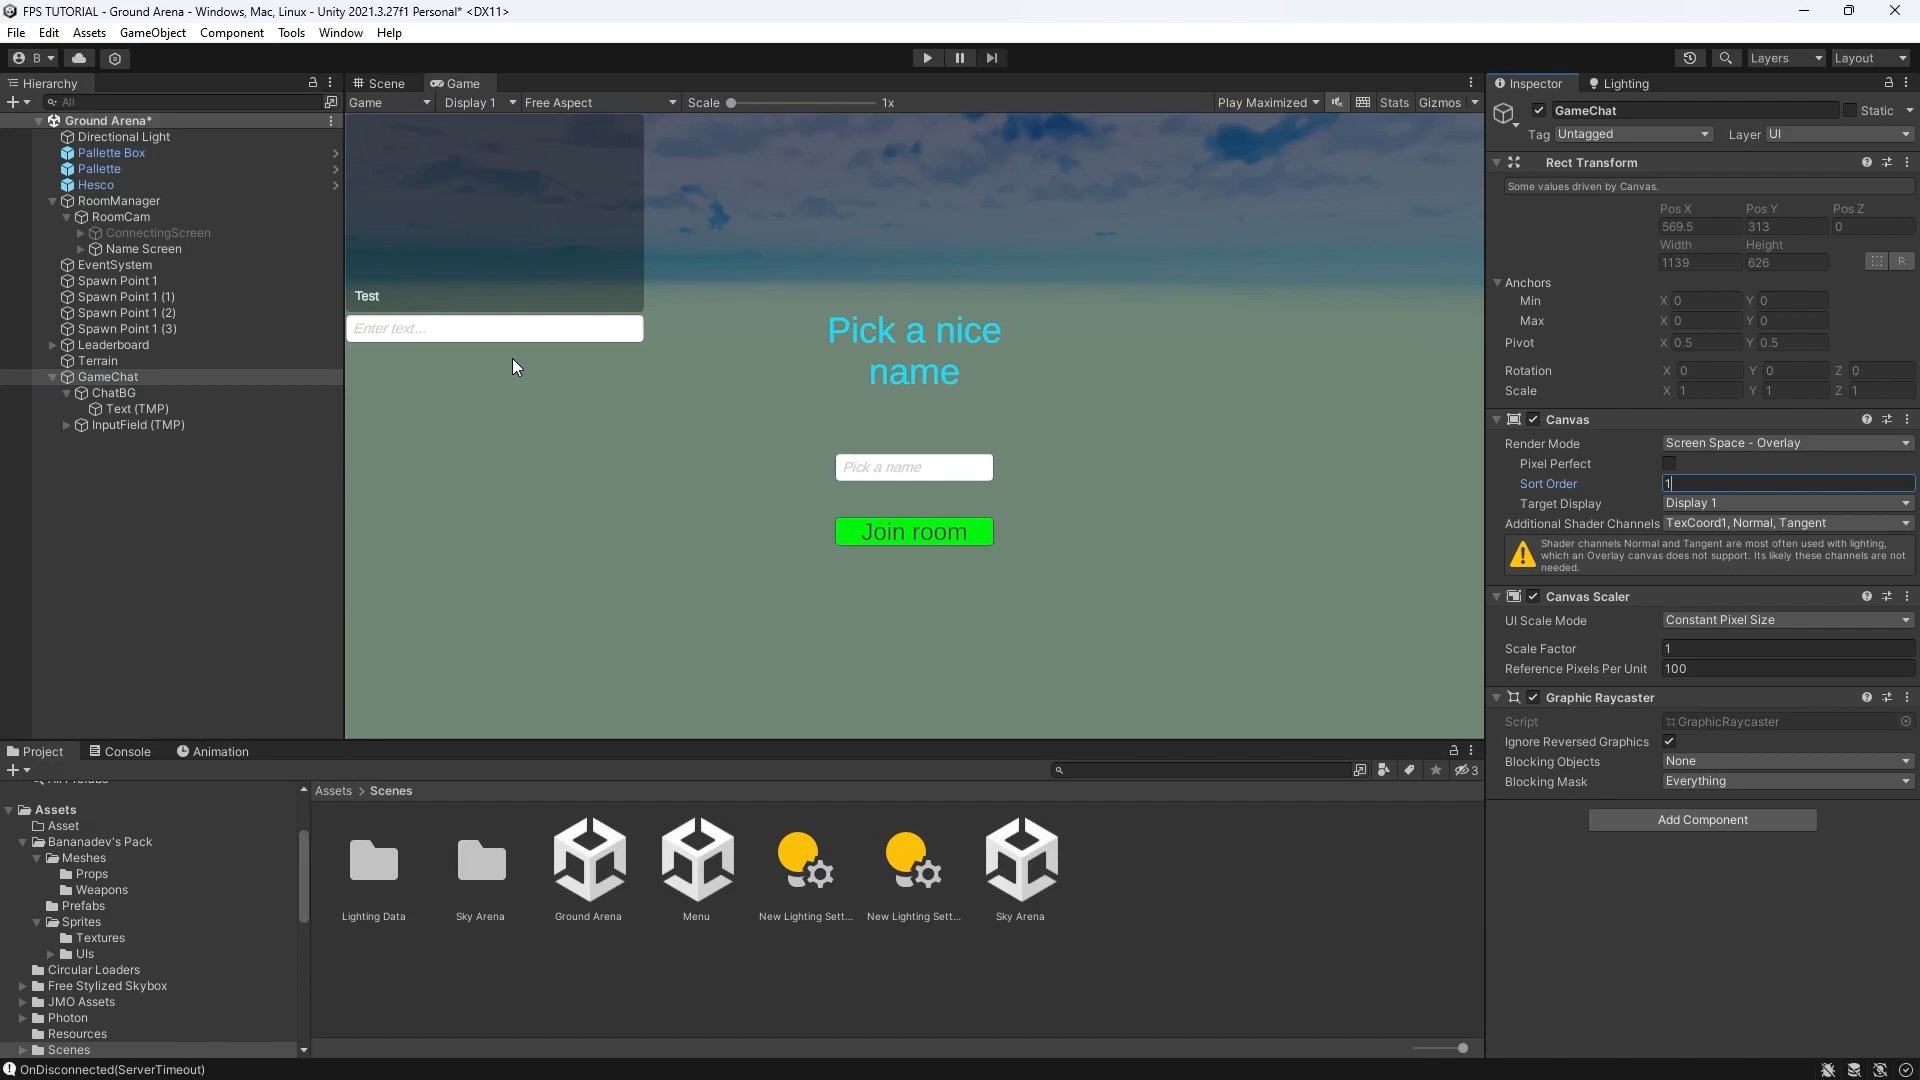 FPS TUTORIAL - Ground Arena - Windows, Mac, Linux - Unity 2021.3.27f1 Personal* <DX11>
File Edit Assets GameObject Component Tools Window Help
B Layers Layout
Hierarchy
All
Ground Arena*
Directional Light
Pallette Box
Pallette
Hesco
RoomManager
RoomCam
ConnectingScreen
Name Screen
EventSystem
Spawn Point 1
Spawn Point 1 (1)
Spawn Point 1 (2)
Spawn Point 1 (3)
Leaderboard
Terrain
GameChat
ChatBG
Text (TMP)
InputField (TMP)
Scene Game
Game Display 1 Free Aspect Scale 1x Play Maximized Stats Gizmos
Test
Enter text...
Pick a nice
name
Pick a name
Join room
Inspector Lighting
GameChat Static
Tag Untagged Layer UI
Rect Transform
Some values driven by Canvas.
Pos X Pos Y Pos Z
569.5 313 0
Width Height
1139 626 R
Anchors
Min X 0 Y 0
Max X 0 Y 0
Pivot X 0.5 Y 0.5
Rotation X 0 Y 0 Z 0
Scale X 1 Y 1 Z 1
Canvas
Render Mode Screen Space - Overlay
Pixel Perfect
Sort Order 1
Target Display Display 1
Additional Shader Channels TexCoord1, Normal, Tangent
Shader channels Normal and Tangent are most often used with lighting,
which an Overlay canvas does not support. Its likely these channels are not
needed.
Canvas Scaler
UI Scale Mode Constant Pixel Size
Scale Factor 1
Reference Pixels Per Unit 100
Graphic Raycaster
Script GraphicRaycaster
Ignore Reversed Graphics
Blocking Objects None
Blocking Mask Everything
Add Component
Project Console Animation
3
All Prefabs
Assets
Asset
Bananadev's Pack
Meshes
Props
Weapons
Prefabs
Sprites
Textures
UIs
Circular Loaders
Free Stylized Skybox
JMO Assets
Photon
Resources
Scenes
Assets > Scenes
Lighting Data Sky Arena Ground Arena Menu New Lighting Sett... New Lighting Sett... Sky Arena
OnDisconnected(ServerTimeout)